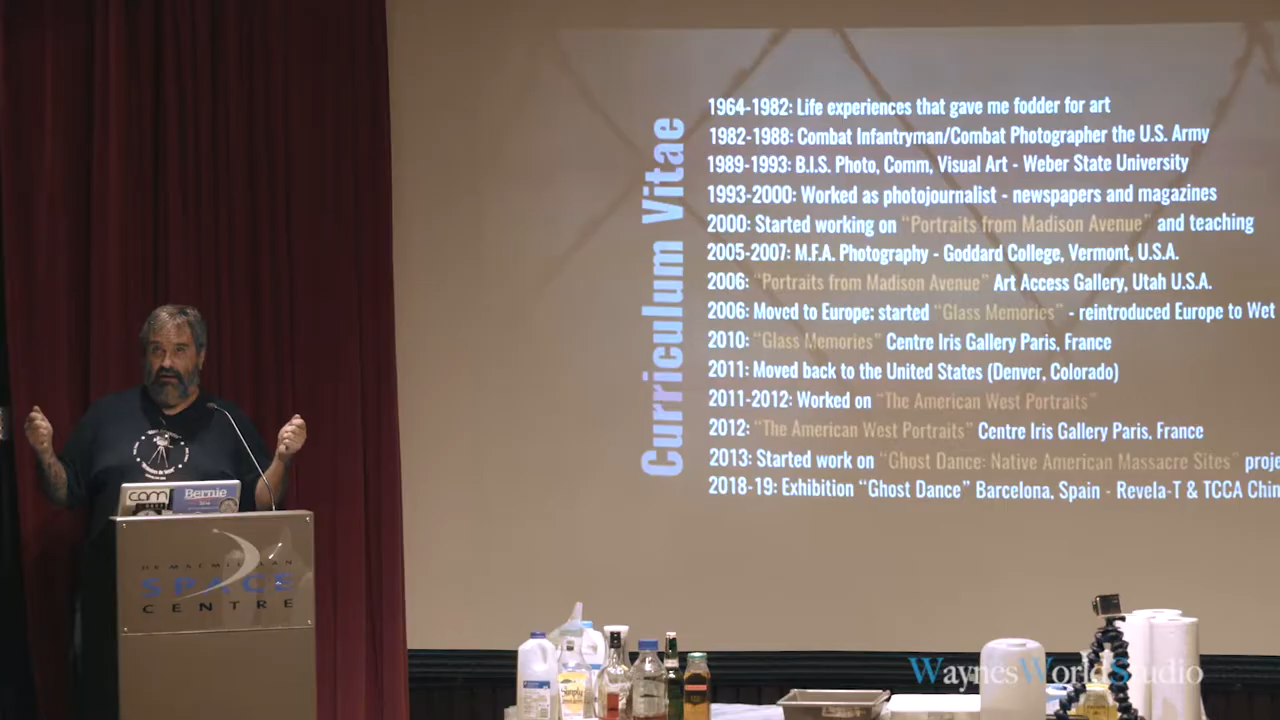 Curriculum Vitae
1964-1982: Life experiences that gave me fodder for art
1982-1988: Combat Infantryman/Combat Photographer the U.S. Army
1989-1993: B.I.S. Photo, Comm, Visual Art - Weber State University
1993-2000: Worked as photojournalist - newspapers and magazines
2000: Started working on “Portraits from Madison Avenue” and teaching
2005-2007: M.F.A. Photography - Goddard College, Vermont, U.S.A.
2006: “Portraits from Madison Avenue” Art Access Gallery, Utah U.S.A.
2006: Moved to Europe; started “Glass Memories” - reintroduced Europe to Wet
2010: “Glass Memories” Centre Iris Gallery Paris, France
2011: Moved back to the United States (Denver, Colorado)
2011-2012: Worked on “The American West Portraits”
2012: “The American West Portraits” Centre Iris Gallery Paris, France
2013: Started work on “Ghost Dance: Native American Massacre Sites” proje
2018-19: Exhibition “Ghost Dance” Barcelona, Spain - Revela-T & TCCA Chin
Bernie
SPACE
CENTRE
Simply
WaynesWorldStudio